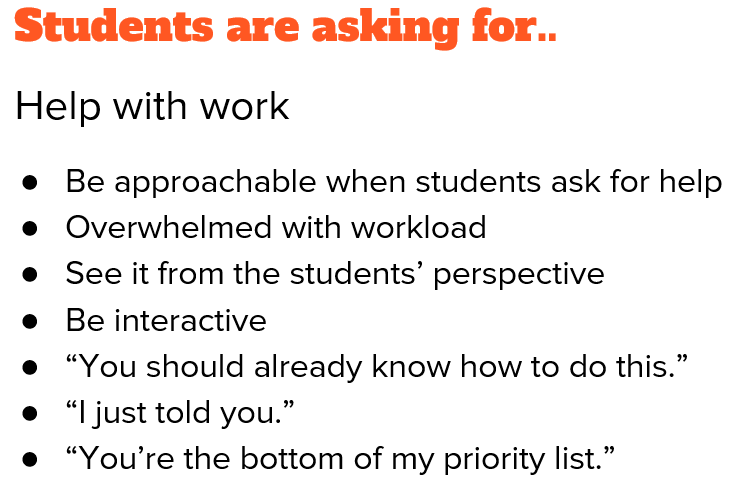 Students are asking for..
Help with work
● Be approachable when students ask for help
● Overwhelmed with workload
● See it from the students’ perspective
● Be interactive
● “You should already know how to do this.”
● “I just told you.”
● “You’re the bottom of my priority list.”